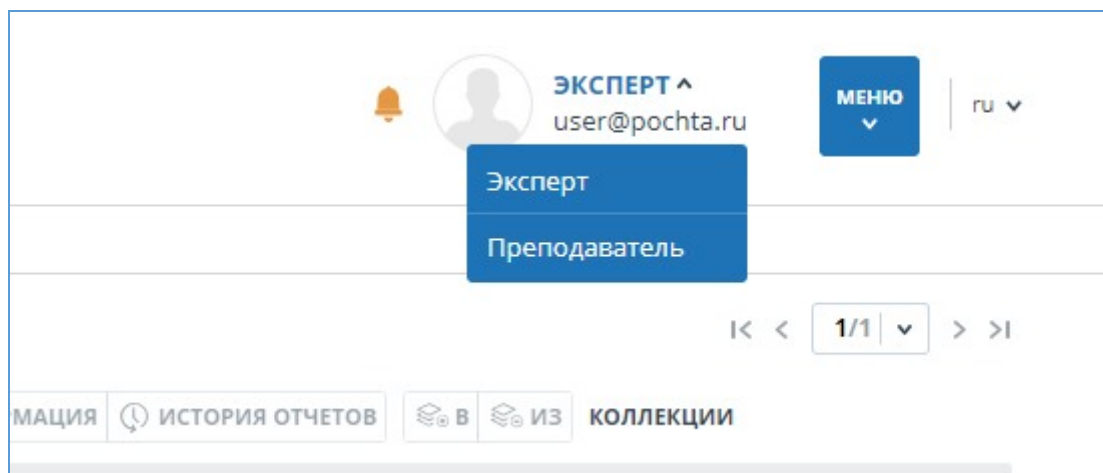 ЭКСПЕРТ
user@pochta.ru
МЕНЮ
ru
Эксперт
Преподаватель
1/1
МАЦИЯ ИСТОРИЯ ОТЧЕТОВ В ИЗ КОЛЛЕКЦИИ